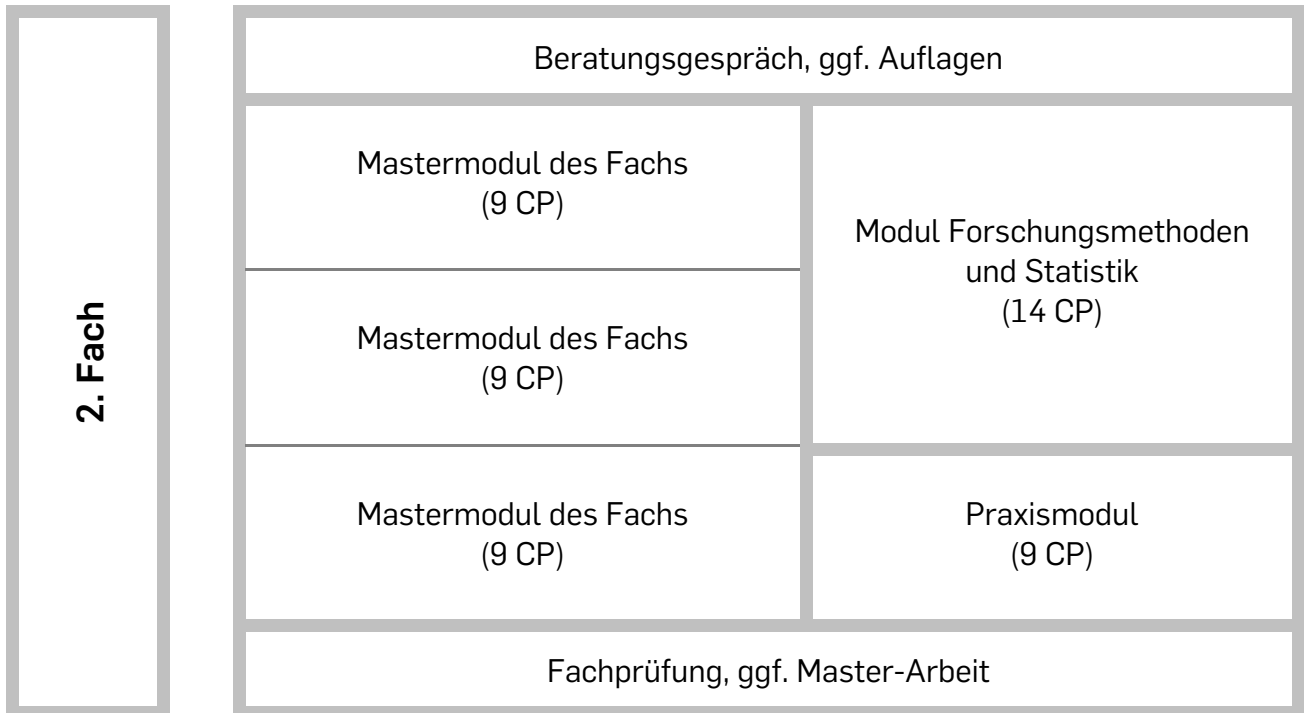 2. Fach
Beratungsgespräch, ggf. Auflagen
Mastermodul des Fachs
(9 CP)
Mastermodul des Fachs
(9 CP)
Mastermodul des Fachs
(9 CP)
Modul Forschungsmethoden
und Statistik
(14 CP)
Praxismodul
(9 CP)
Fachprüfung, ggf. Master-Arbeit